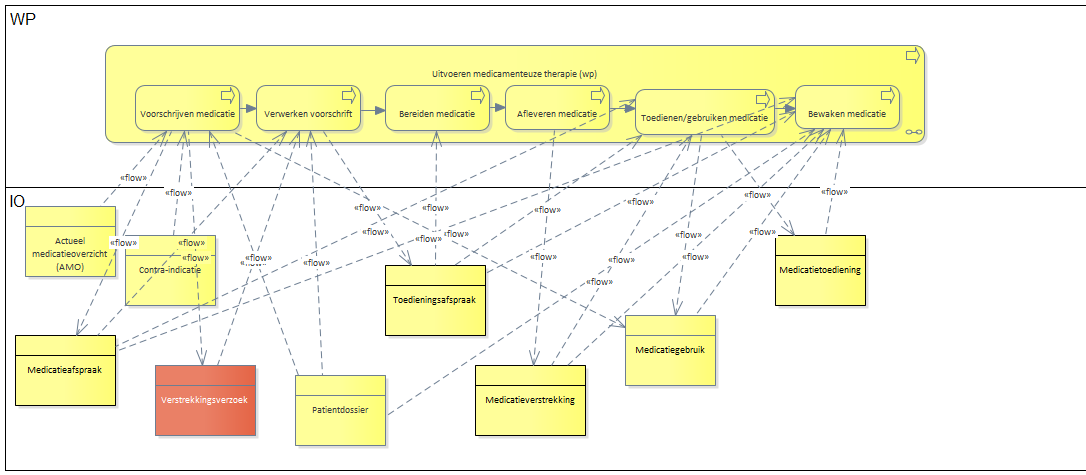 WP
Uitvoeren medicamenteuze therapie (wp)
Voorschrijven medicatie
Verwerken voorschrift
Bereiden medicatie
Afleveren medicatie
Toedienen/gebruiken medicatie
Bewaken medicatie
«flow»
«flow»
«flow»
«flow»
«flow»
«flow»
«flow»
«flow»
IO
Actueel
medicatieoverzicht
(AMO)
«flow»
«flow»
«flow»
«flow»
«flow»
«flow»
«flow»
«flow»
«flow»
«flow»
«flow»
«flow»
«flow»
«flow»
Contra-indicatie
Toedieningsafspraak
Medicatietoediening
Medicatieafspraak
Verstrekkingsverzoek
Patientdossier
Medicatieverstrekking
Medicatiegebruik